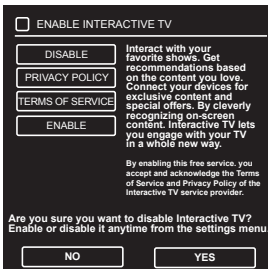 ENABLE INTERACTIVE TV
DISABLE
PRIVACY POLICY
TERMS OF SERVICE
ENABLE
Interact with your
favorite shows. Get
recommendations based
on the content you love.
Connect your devices for
exclusive content and
special offers. By cleverly
recognizing on-screen
content. Interactive TV lets
you engage with your TV
in a whole new way.
By enabling this free service. you
accept and acknowledge the Terms
of Service and Privacy Policy of the
Interactive TV service provider.
Are you sure you want to disable Interactive TV?
Enable or disable it anytime from the settings menu.
NO
YES